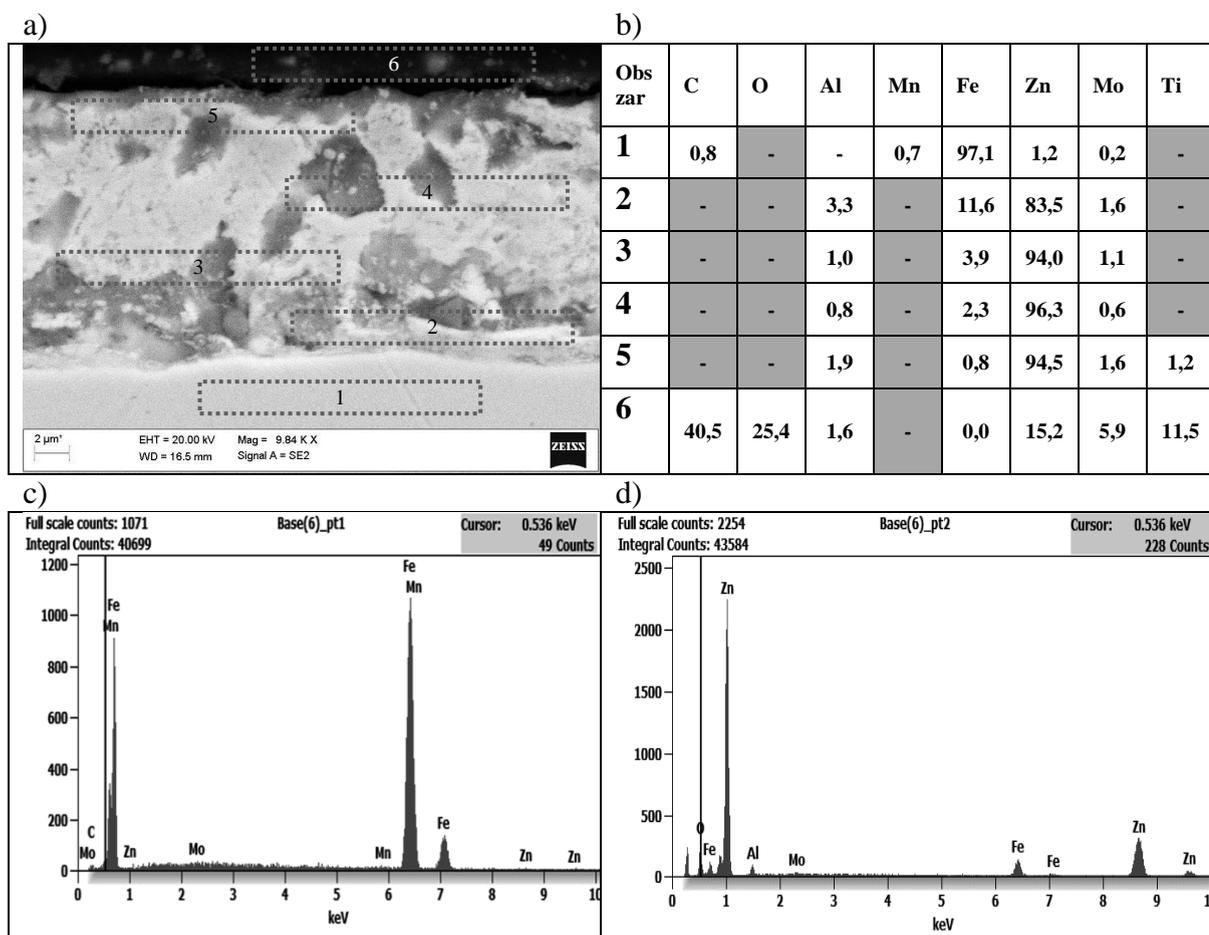 a)
b)
6
5
4
3
2
1
2 µm*
EHT = 20.00 kV Mag = 9.84 K X
WD = 16.5 mm Signal A = SE2
ZEISS
Obs zar C O Al Mn Fe Zn Mo Ti
1 0,8 - - 0,7 97,1 1,2 0,2 -
2 - - 3,3 - 11,6 83,5 1,6 -
3 - - 1,0 - 3,9 94,0 1,1 -
4 - - 0,8 - 2,3 96,3 0,6 -
5 - - 1,9 - 0,8 94,5 1,6 1,2
6 40,5 25,4 1,6 - 0,0 15,2 5,9 11,5
c)
d)
Full scale counts: 1071 Base(6)_pt1 Cursor: 0.536 keV
Integral Counts: 40699 49 Counts
1200
1000
800
600
400
200
0
Fe
Mn
Fe
Mn
Fe
C
Mo Zn Mo Mn Zn Zn
0 1 2 3 4 5 6 7 8 9 10
keV
Full scale counts: 2254 Base(6)_pt2 Cursor: 0.536 keV
Integral Counts: 43584 228 Counts
2500
2000
1500
1000
500
0
Zn
O
Fe Al Mo Fe Fe Zn Zn
0 1 2 3 4 5 6 7 8 9
keV